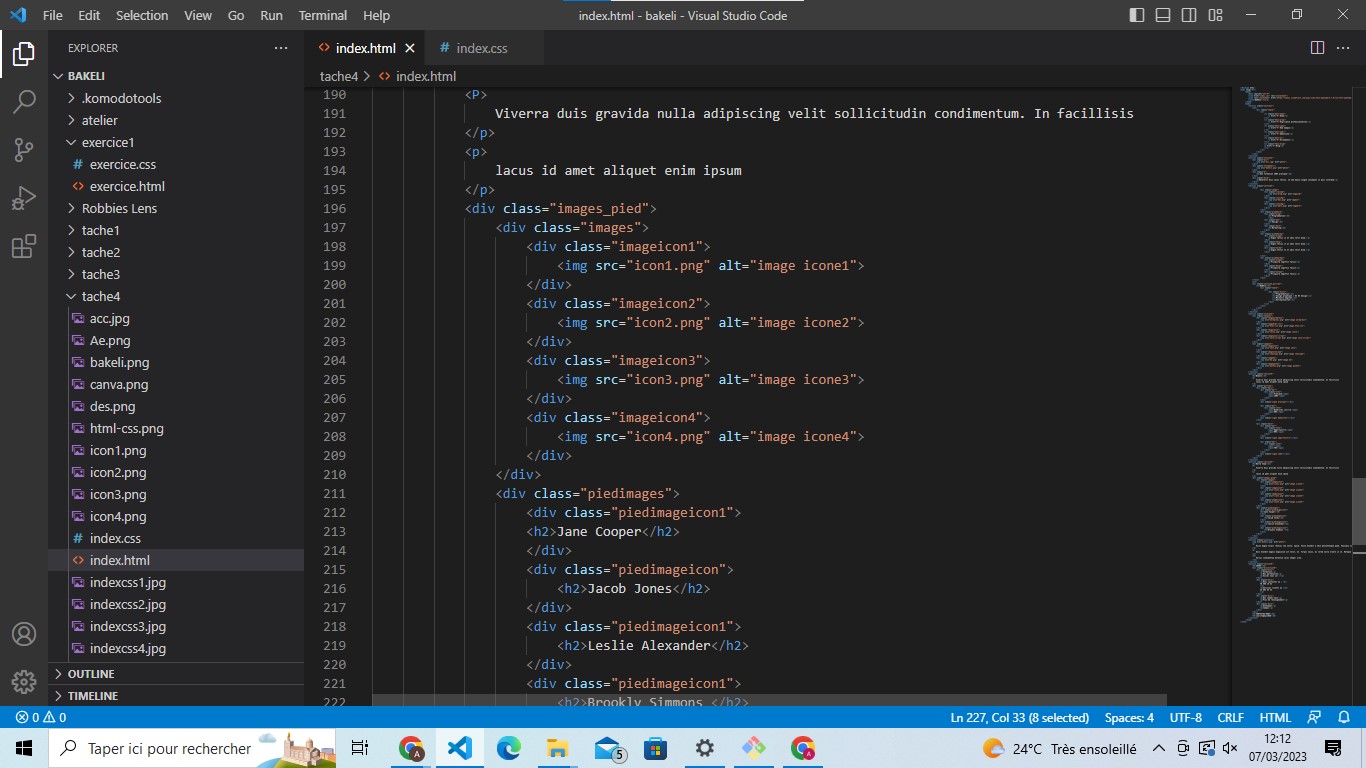 File Edit Selection View Go Run Terminal Help
index.html - bakeli - Visual Studio Code
EXPLORER
BAKELI
.komodotools
atelier
exercice1
# exercice.css
<> exercice.html
Robbies Lens
tache1
tache2
tache3
tache4
acc.jpg
Ae.png
bakeli.png
canva.png
des.png
html-css.png
icon1.png
icon2.png
icon3.png
icon4.png
# index.css
<> index.html
indexcss1.jpg
indexcss2.jpg
indexcss3.jpg
indexcss4.jpg
OUTLINE
TIMELINE
<> index.html
# index.css
tache4 > <> index.html
190 <P>
191 Viverra duis gravida nulla adipiscing velit sollicitudin condimentum. In facillisis
192 </p>
193 <p>
194 lacus id amet aliquet enim ipsum
195 </p>
196 <div class="images_pied">
197 <div class="images">
198 <div class="imageicon1">
199 <img src="icon1.png" alt="image icone1">
200 </div>
201 <div class="imageicon2">
202 <img src="icon2.png" alt="image icone2">
203 </div>
204 <div class="imageicon3">
205 <img src="icon3.png" alt="image icone3">
206 </div>
207 <div class="imageicon4">
208 <img src="icon4.png" alt="image icone4">
209 </div>
210 </div>
211 <div class="piedimages">
212 <div class="piedimageicon1">
213 <h2>Jane Cooper</h2>
214 </div>
215 <div class="piedimageicon">
216 <h2>Jacob Jones</h2>
217 </div>
218 <div class="piedimageicon1">
219 <h2>Leslie Alexander</h2>
220 </div>
221 <div class="piedimageicon1">
222 <h2>Brookly Simmons </h2>
0 0
Ln 227, Col 33 (8 selected) Spaces: 4 UTF-8 CRLF HTML
Taper ici pour rechercher
A
5
A
24°C Très ensoleillé
12:12
07/03/2023